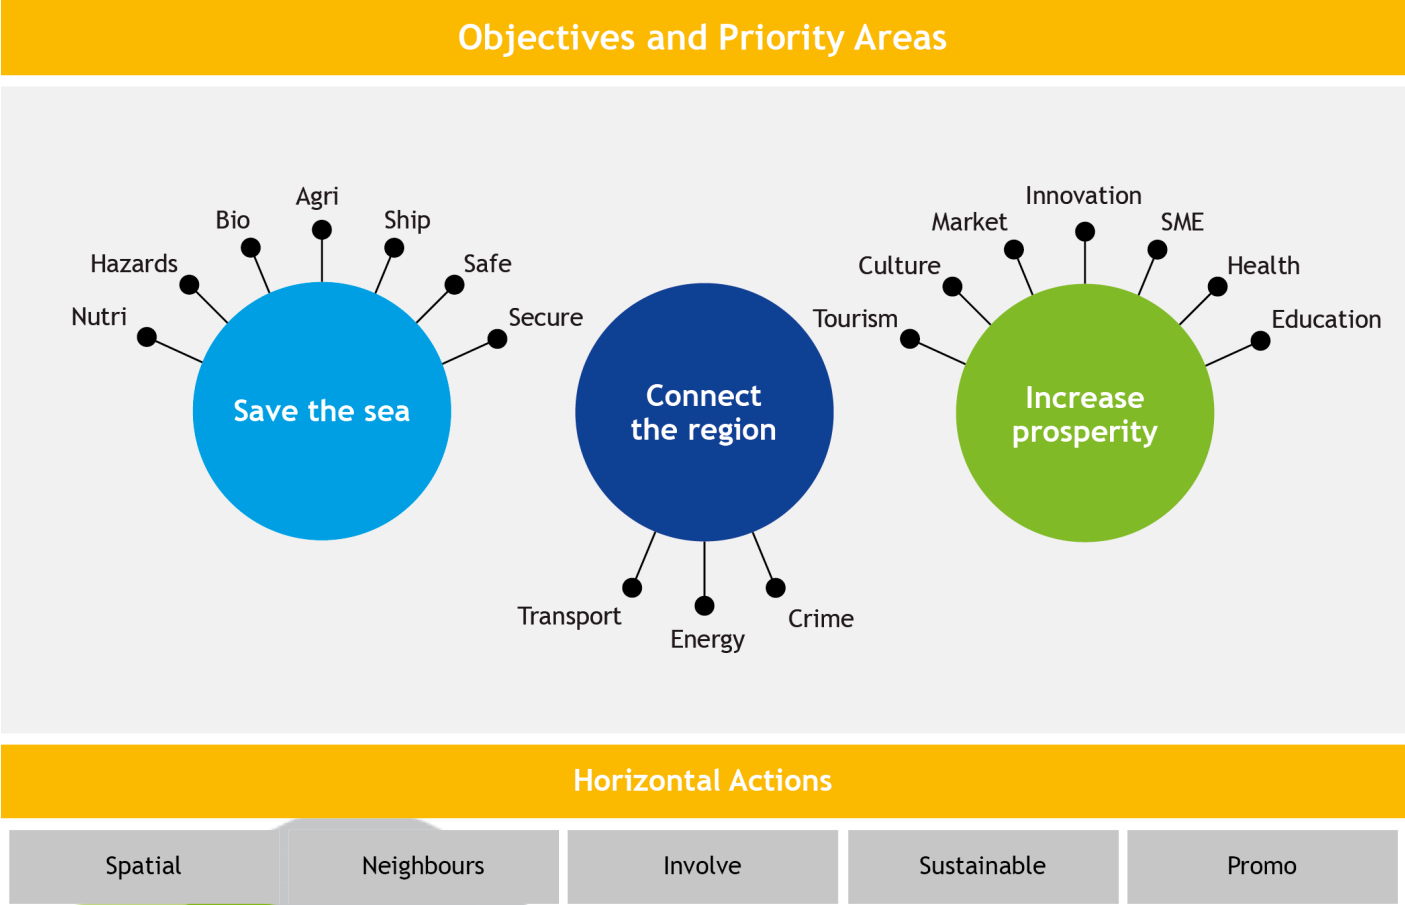 Objectives and Priority Areas
Nutri
Hazards
Bio
Agri
Ship
Safe
Secure
Save the sea
Connect
the region
Transport
Energy
Crime
Tourism
Culture
Market
Innovation
SME
Health
Education
Increase
prosperity
Horizontal Actions
Spatial
Neighbours
Involve
Sustainable
Promo